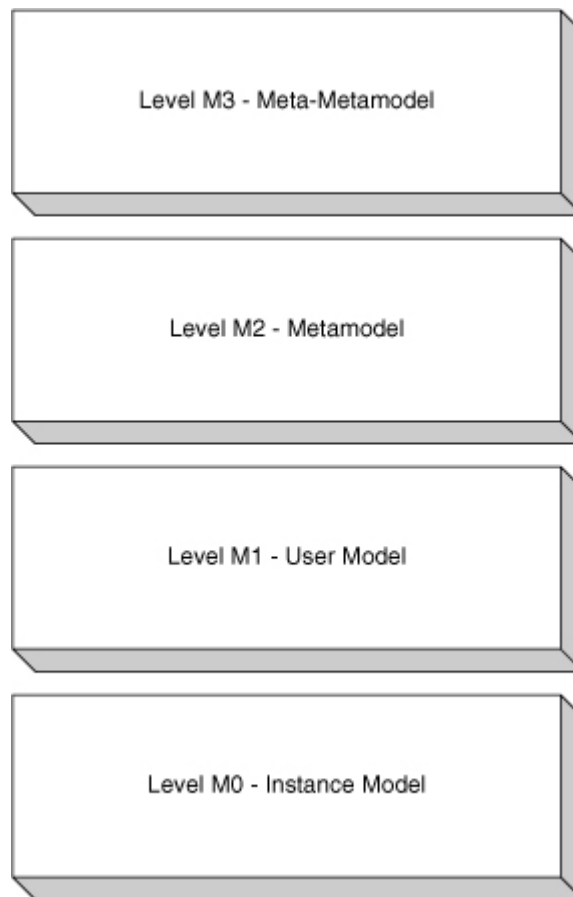 Level M3 - Meta-Metamodel
Level M2 - Metamodel
Level M1 - User Model
Level M0 - Instance Model